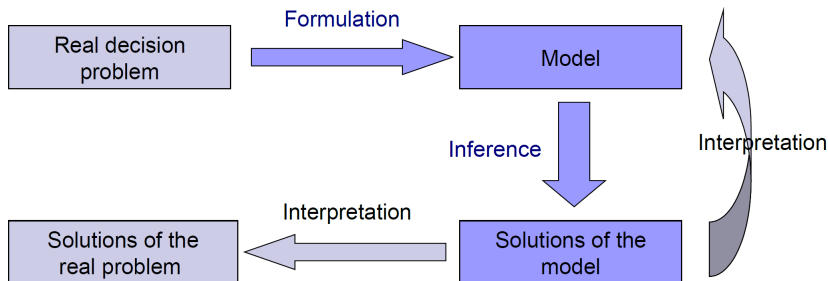 Formulation
Real decision
problem
Model
Inference
Interpretation
Interpretation
Solutions of the
real problem
Solutions of the
model